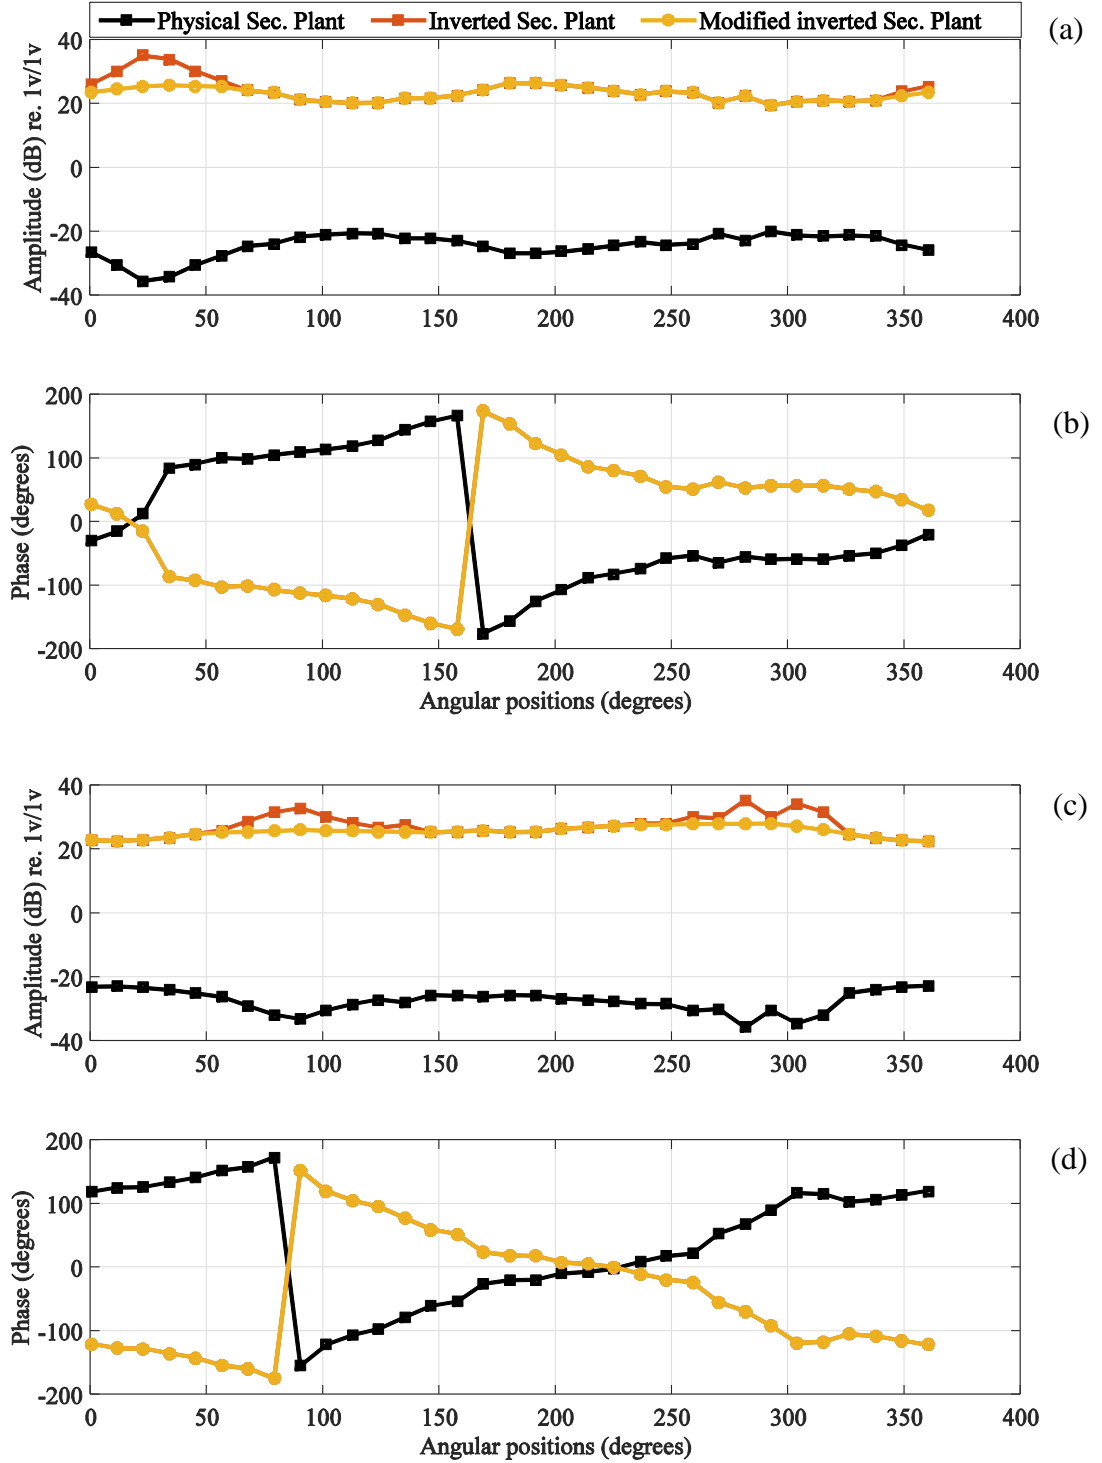 Physical Sec. Plant Inverted Sec. Plant Modified inverted Sec. Plant
(a)
Amplitude (dB) re. 1v/1v
40
20
0
-20
-40
0 50 100 150 200 250 300 350 400
(b)
Phase (degrees)
200
100
0
-100
-200
0 50 100 150 200 250 300 350 400
Angular positions (degrees)
(c)
Amplitude (dB) re. 1v/1v
40
20
0
-20
-40
0 50 100 150 200 250 300 350 400
(d)
Phase (degrees)
200
100
0
-100
-200
0 50 100 150 200 250 300 350 400
Angular positions (degrees)